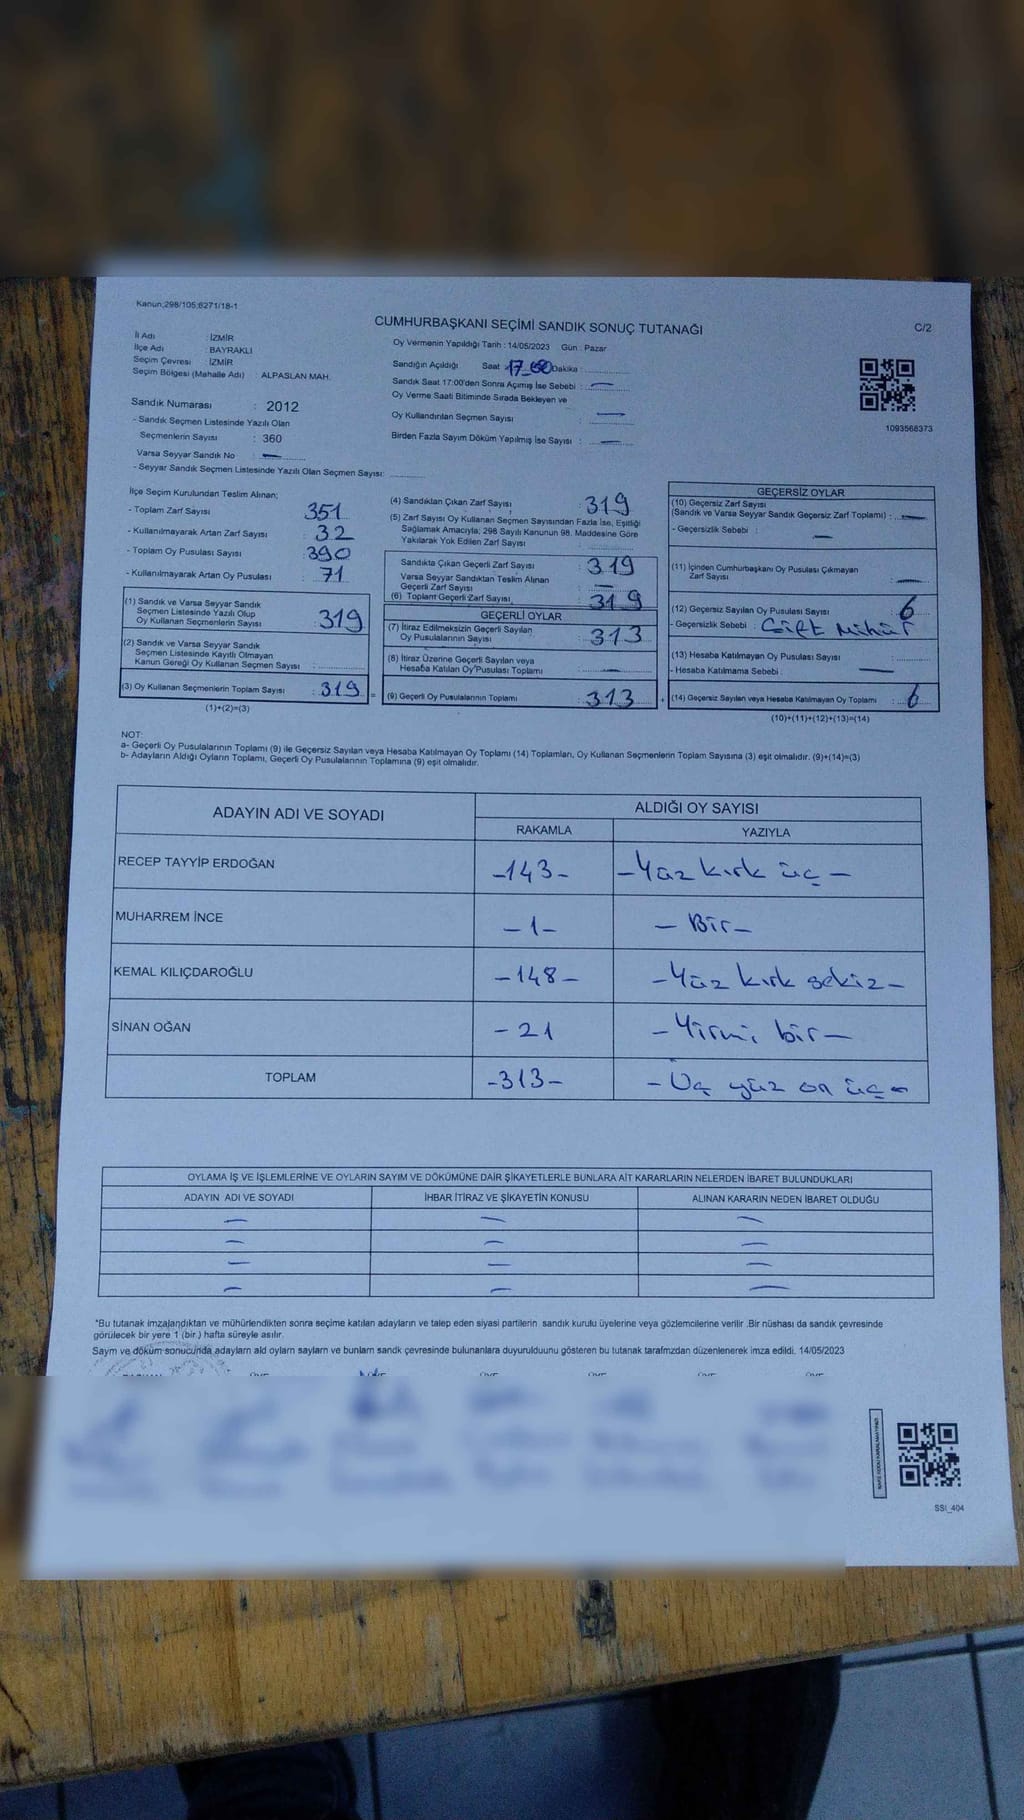 Kanun;298/105;6271/18-1
CUMHURBAŞKANI SEÇİMİ SANDIK SONUÇ TUTANAĞI
C/2
İl Adı : İZMİR
İlçe Adı : BAYRAKLI
Seçim Çevresi : İZMİR
Seçim Bölgesi (Mahalle Adı) : ALPASLAN MAH.
Sandık Numarası : 2012
- Sandık Seçmen Listesinde Yazılı Olan
Seçmenlerin Sayısı : 360
Varsa Seyyar Sandık No : —
- Seyyar Sandık Seçmen Listesinde Yazılı Olan Seçmen Sayısı:
Oy Vermenin Yapıldığı Tarih : 14/05/2023 Gün : Pazar
Sandığın Açıldığı Saat : 17 Dakika :
Sandık Saat 17:00'den Sonra Açımış İse Sebebi : —
Oy Verme Saati Bitiminde Sırada Bekleyen ve
Oy Kullandırılan Seçmen Sayısı : —
Birden Fazla Sayım Döküm Yapılmış İse Sayısı : —
1093568373
İlçe Seçim Kurulundan Teslim Alınan;
- Toplam Zarf Sayısı : 351
- Kullanılmayarak Artan Zarf Sayısı : 32
- Toplam Oy Pusulası Sayısı : 390
- Kullanılmayarak Artan Oy Pusulası : 71
(1) Sandık ve Varsa Seyyar Sandık
Seçmen Listesinde Yazılı Olup
Oy Kullanan Seçmenlerin Sayısı : 319
(2) Sandık ve Varsa Seyyar Sandık
Seçmen Listesinde Kayıtlı Olmayan
Kanun Gereği Oy Kullanan Seçmen Sayısı :
(3) Oy Kullanan Seçmenlerin Toplam Sayısı : 319 =
(1)+(2)=(3)
(4) Sandıktan Çıkan Zarf Sayısı : 319
(5) Zarf Sayısı Oy Kullanan Seçmen Sayısından Fazla İse, Eşitliği
Sağlamak Amacıyla; 298 Sayılı Kanunun 98. Maddesine Göre
Yakılarak Yok Edilen Zarf Sayısı :
Sandıkta Çıkan Geçerli Zarf Sayısı : 319
Varsa Seyyar Sandıktan Teslim Alınan
Geçerli Zarf Sayısı : —
(6) Toplam Geçerli Zarf Sayısı : 319
GEÇERLİ OYLAR
(7) İtiraz Edilmeksizin Geçerli Sayılan
Oy Pusulalarının Sayısı : 313
(8) İtiraz Üzerine Geçerli Sayılan veya
Hesaba Katılan Oy Pusulası Toplamı : —
(9) Geçerli Oy Pusulalarının Toplamı : 313 +
GEÇERSİZ OYLAR
(10) Geçersiz Zarf Sayısı
(Sandık ve Varsa Seyyar Sandık Geçersiz Zarf Toplamı) : —
- Geçersizlik Sebebi : —
(11) İçinden Cumhurbaşkanı Oy Pusulası Çıkmayan
Zarf Sayısı : —
(12) Geçersiz Sayılan Oy Pusulası Sayısı : 6
- Geçersizlik Sebebi : Çift Mühür
(13) Hesaba Katılmayan Oy Pusulası Sayısı :
- Hesaba Katılmama Sebebi : —
(14) Geçersiz Sayılan veya Hesaba Katılmayan Oy Toplamı : 6
(10)+(11)+(12)+(13)=(14)
NOT:
a- Geçerli Oy Pusulalarının Toplamı (9) ile Geçersiz Sayılan veya Hesaba Katılmayan Oy Toplamı (14) Toplamları, Oy Kullanan Seçmenlerin Toplam Sayısına (3) eşit olmalıdır. (9)+(14)=(3)
b- Adayların Aldığı Oyların Toplamı, Geçerli Oy Pusulalarının Toplamına (9) eşit olmalıdır.
ADAYIN ADI VE SOYADI ALDIĞI OY SAYISI
RAKAMLA YAZIYLA
RECEP TAYYİP ERDOĞAN -143- -Yüz kırk üç-
MUHARREM İNCE -1- -Bir-
KEMAL KILIÇDAROĞLU -148- -Yüz kırk sekiz-
SİNAN OĞAN -21 -Yirmi bir-
TOPLAM -313- -Üç yüz on üç-
OYLAMA İŞ VE İŞLEMLERİNE VE OYLARIN SAYIM VE DÖKÜMÜNE DAİR ŞİKAYETLERLE BUNLARA AİT KARARLARIN NELERDEN İBARET BULUNDUKLARI
ADAYIN ADI VE SOYADI İHBAR İTİRAZ VE ŞİKAYETİN KONUSU ALINAN KARARIN NEDEN İBARET OLDUĞU
— — —
— — —
— — —
— — —
*Bu tutanak imzalandıktan ve mühürlendikten sonra seçime katılan adayların ve talep eden siyasi partilerin sandık kurulu üyelerine veya gözlemcilerine verilir .Bir nüshası da sandık çevresinde
görülecek bir yere 1 (bir.) hafta süreyle asılır.
Saym ve döküm sonucunda adaylarn ald oylarn saylarn ve bunlarn sandk çevresinde bulunanlara duyurulduunu gösteren bu tutanak tarafmzdan düzenlenerek imza edildi. 14/05/2023
SSI_404